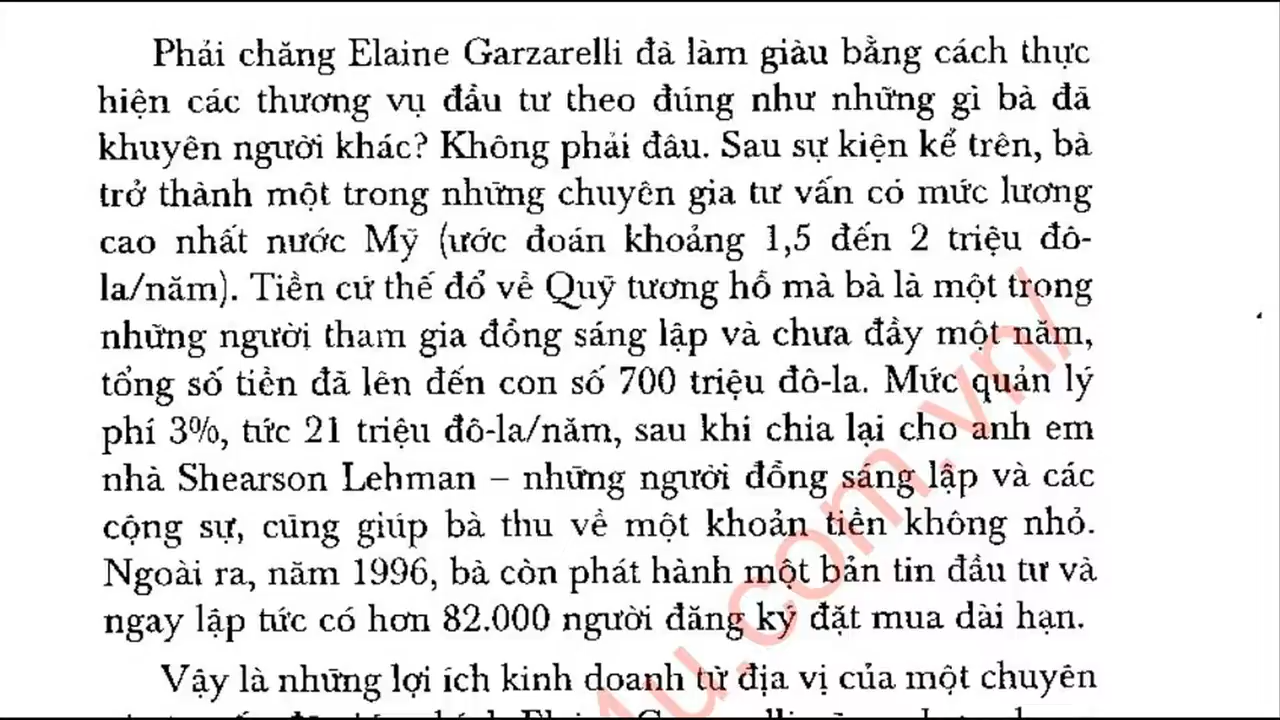 Phải chăng Elaine Garzarelli đà làm giàu bằng cách thực
hiện các thương vụ đầu tư theo đúng như những gì bà đã
khuyên người khác? Không phải đâu. Sau sự kiện kể trên, bà
trở thành một trong những chuyên gia tư vấn có mức lương
cao nhất nước Mỹ (ước đoán khoảng 1,5 đến 2 triệu đô-
la/năm). Tiền cứ thế đổ về Quỹ tương hỗ mà bà là một trong
những người tham gia đồng sáng lập và chưa đầy một năm,
tổng số tiền đã lên đến con số 700 triệu đô-la. Mức quản lý
phí 3%, tức 21 triệu đô-la/năm, sau khi chia lại cho anh em
nhà Shearson Lehman – những người đồng sáng lập và các
cộng sự, cũng giúp bà thu về một khoản tiền không nhỏ.
Ngoài ra, năm 1996, bà còn phát hành một bản tin đầu tư và
ngay lập tức có hơn 82.000 người đăng ký đặt mua dài hạn.
Vậy là những lợi ích kinh doanh từ địa vị của một chuyên
4u.com.vn/